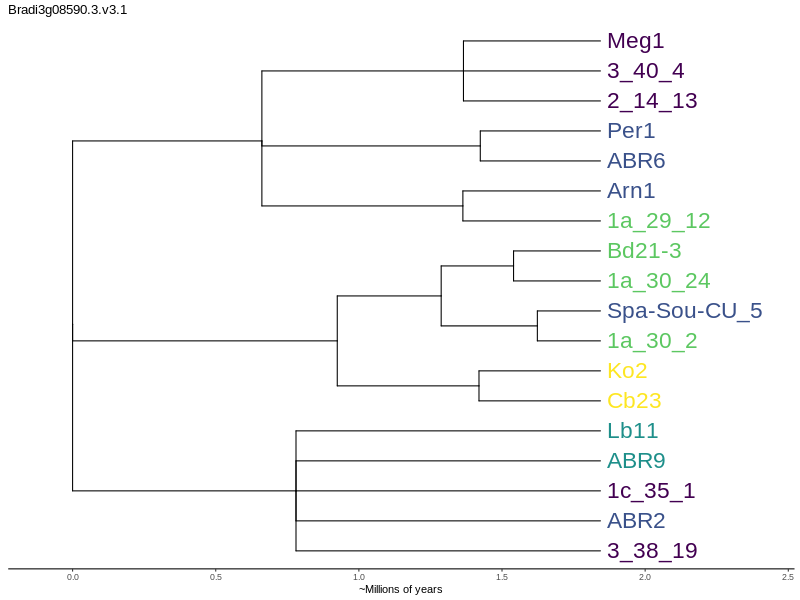 Bradi3g08590.3.v3.1
Meg1
3_40_4
2_14_13
Per1
ABR6
Arn1
1a_29_12
Bd21-3
1a_30_24
Spa-Sou-CU_5
1a_30_2
Ko2
Cb23
Lb11
ABR9
1c_35_1
ABR2
3_38_19
0.0 0.5 1.0 1.5 2.0 2.5
~Millions of years